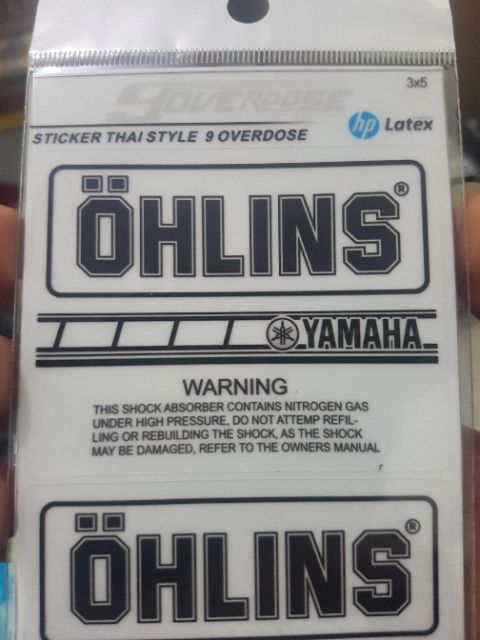 9OVERDOSE
3x5
STICKER THAI STYLE 9 OVERDOSE
hp Latex
ÖHLINS®
YAMAHA
WARNING
THIS SHOCK ABSORBER CONTAINS NITROGEN GAS
UNDER HIGH PRESSURE, DO NOT ATTEMP REFIL-
LING OR REBUILDING THE SHOCK, AS THE SHOCK
MAY BE DAMAGED, REFER TO THE OWNERS MANUAL
ÖHLINS®